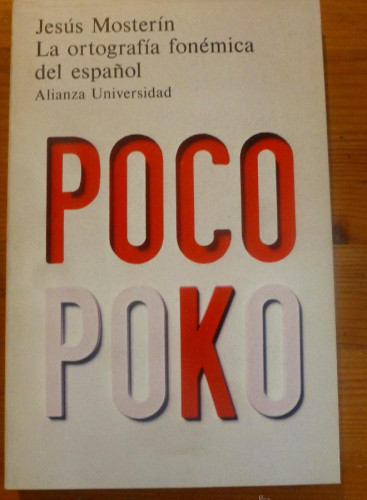 Jesús Mosterín
La ortografía fonémica
del español
Alianza Universidad
POCO
POKO